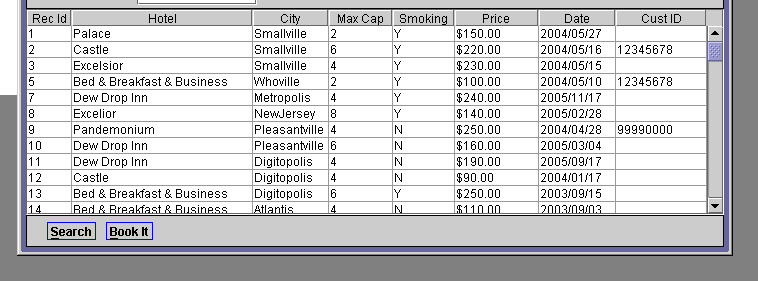 Rec Id Hotel City Max Cap Smoking Price Date Cust ID
1 Palace Smallville 2 Y $150.00 2004/05/27
2 Castle Smallville 6 Y $220.00 2004/05/16 12345678
3 Excelsior Smallville 4 Y $230.00 2004/05/15
5 Bed & Breakfast & Business Whoville 2 Y $100.00 2004/05/10 12345678
7 Dew Drop Inn Metropolis 4 Y $240.00 2005/11/17
8 Excelior NewJersey 8 Y $140.00 2005/02/28
9 Pandemonium Pleasantville 4 N $250.00 2004/04/28 99990000
10 Dew Drop Inn Pleasantville 6 N $160.00 2005/03/04
11 Dew Drop Inn Digitopolis 4 N $190.00 2005/09/17
12 Castle Digitopolis 4 N $90.00 2004/01/17
13 Bed & Breakfast & Business Digitopolis 6 Y $250.00 2003/09/15
14 Bed & Breakfast & Business Atlantis 4 N $110.00 2003/09/03
Search Book It